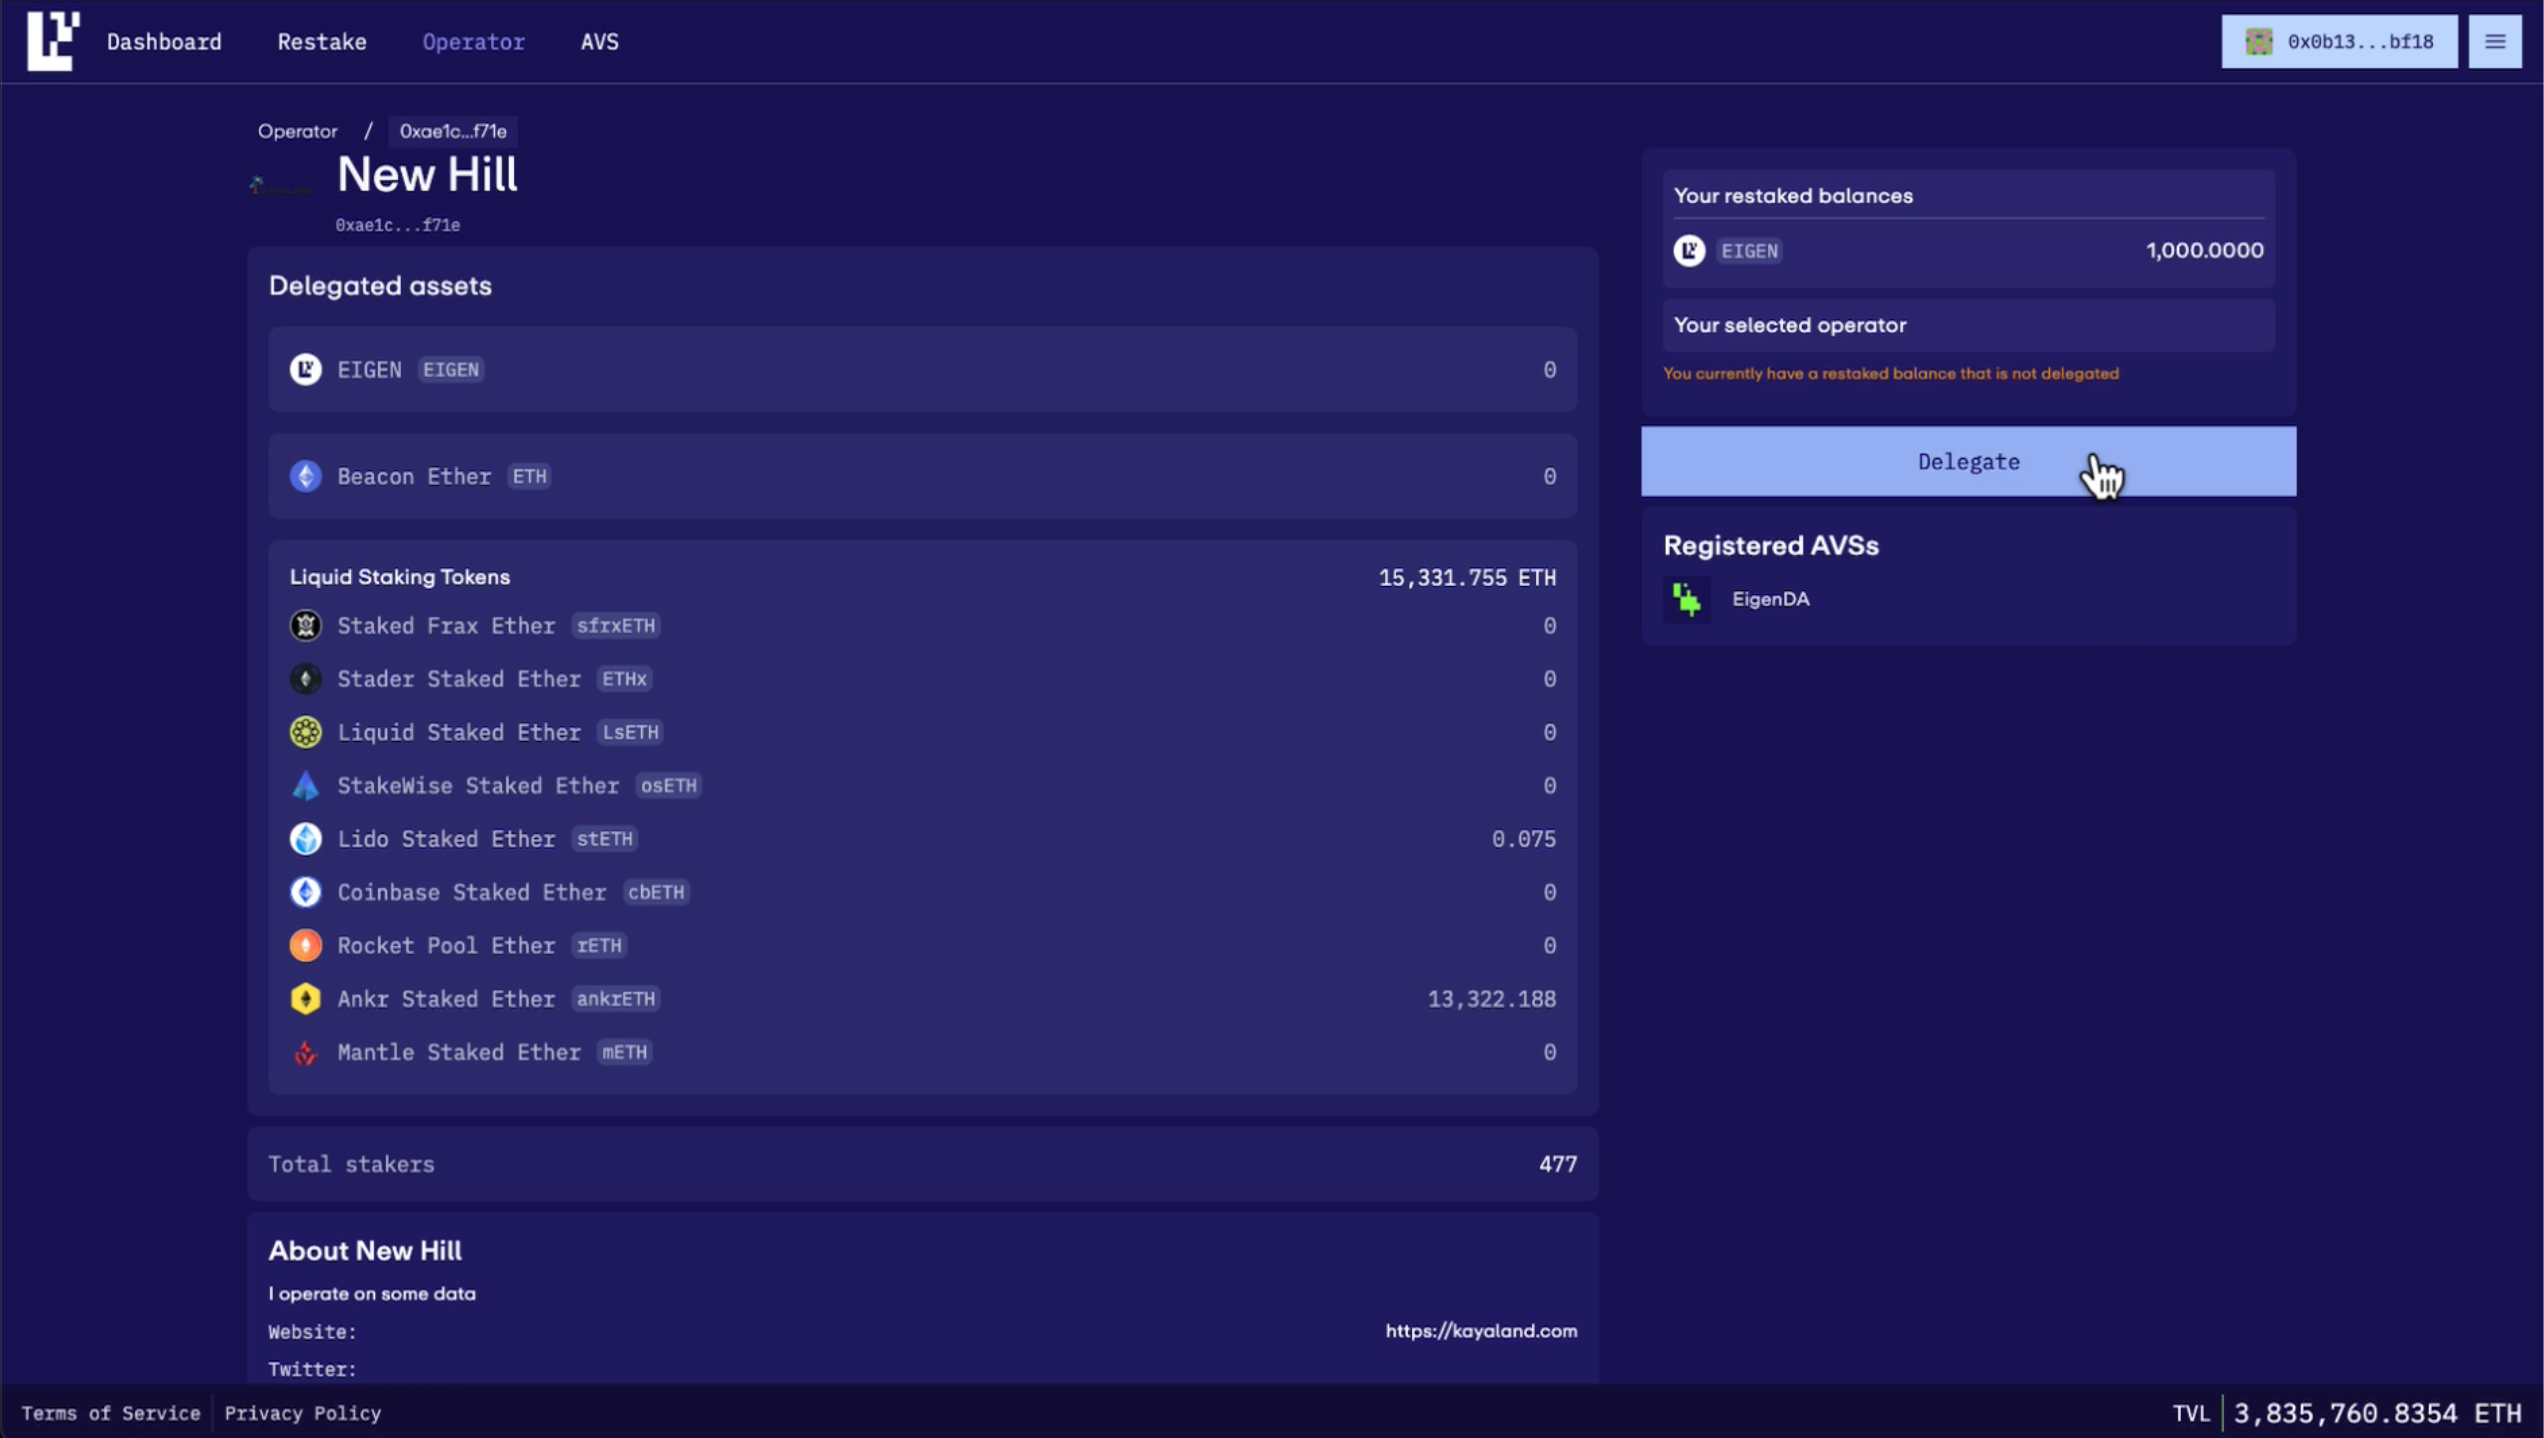 Dashboard Restake Operator AVS 0x0b13...bf18
Operator / 0xae1c...f71e
New Hill
0xae1c...f71e
Delegated assets
EIGEN EIGEN 0
Beacon Ether ETH 0
Liquid Staking Tokens 15,331.755 ETH
Staked Frax Ether sfrxETH 0
Stader Staked Ether ETHx 0
Liquid Staked Ether LsETH 0
StakeWise Staked Ether osETH 0
Lido Staked Ether stETH 0.075
Coinbase Staked Ether cbETH 0
Rocket Pool Ether rETH 0
Ankr Staked Ether ankrETH 13,322.188
Mantle Staked Ether mETH 0
Total stakers 477
About New Hill
I operate on some data
Website: https://kayaland.com
Twitter:
Your restaked balances
EIGEN 1,000.0000
Your selected operator
You currently have a restaked balance that is not delegated
Delegate
Registered AVSs
EigenDA
Terms of Service Privacy Policy TVL 3,835,760.8354 ETH